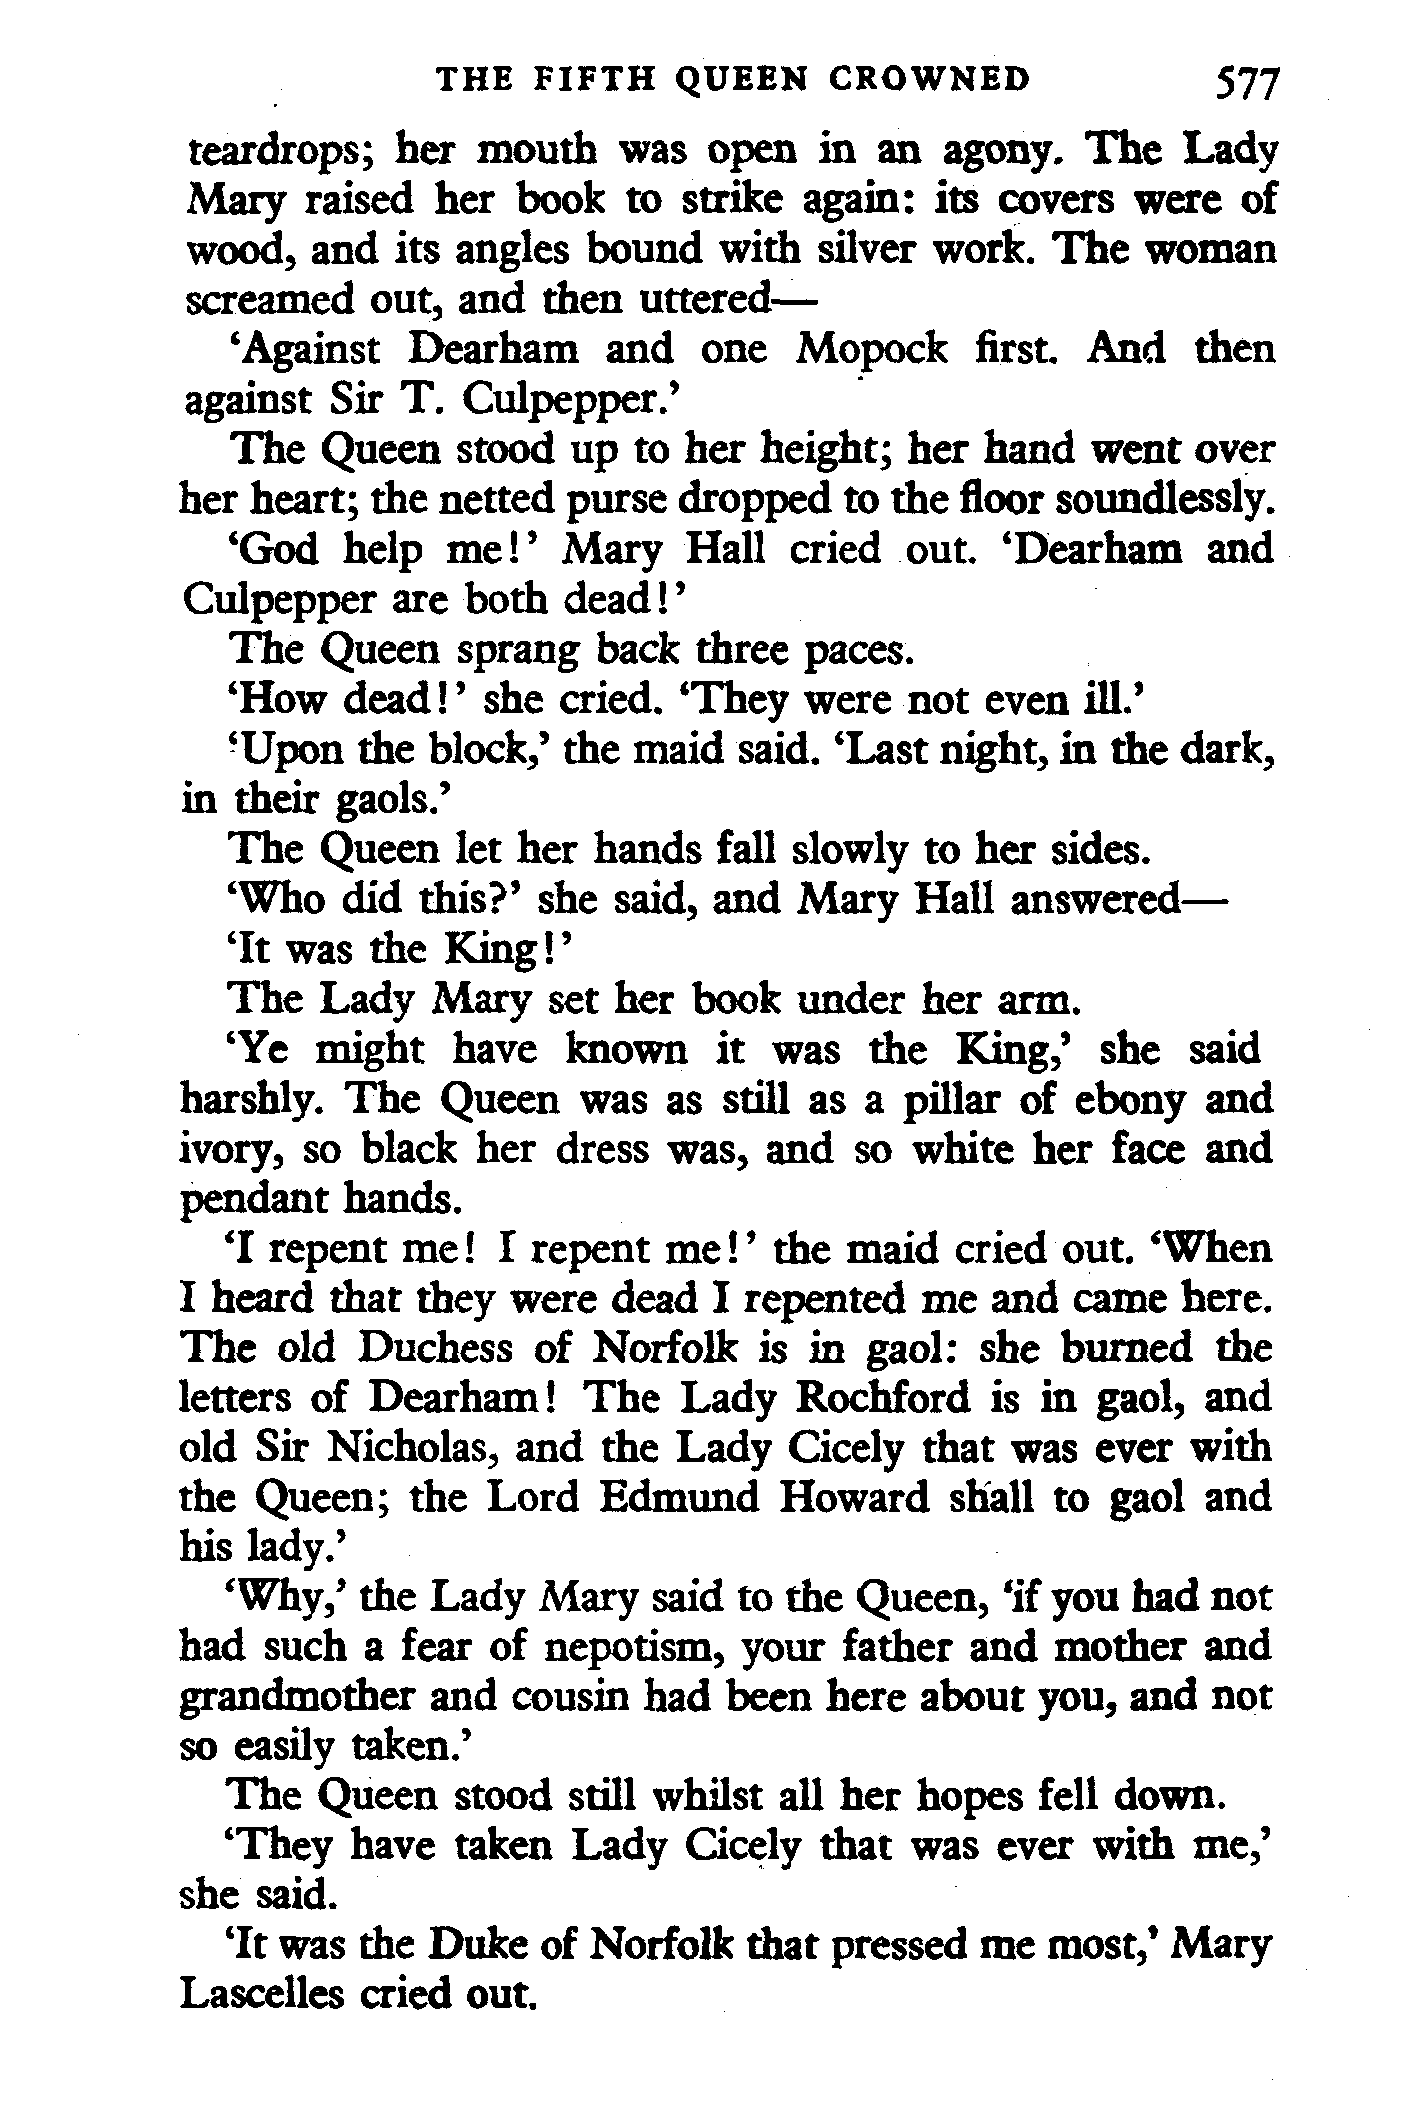 THE FIFTH QUEEN CROWNED 577
teardrops; her mouth was open in an agony. The Lady
Mary raised her book to strike again: its covers were of
wood, and its angles bound with silver work. The woman
screamed out, and then uttered—
‘Against Dearham and one Mopock first. And then
against Sir T. Culpepper.’
The Queen stood up to her height; her hand went over
her heart; the netted purse dropped to the floor soundlessly.
‘God help me!’ Mary Hall cried out. ‘Dearham and
Culpepper are both dead!’
The Queen sprang back three paces.
‘How dead!’ she cried. ‘They were not even ill.’
‘Upon the block,’ the maid said. ‘Last night, in the dark,
in their gaols.’
The Queen let her hands fall slowly to her sides.
‘Who did this?’ she said, and Mary Hall answered—
‘It was the King!’
The Lady Mary set her book under her arm.
‘Ye might have known it was the King,’ she said
harshly. The Queen was as still as a pillar of ebony and
ivory, so black her dress was, and so white her face and
pendant hands.
‘I repent me! I repent me!’ the maid cried out. ‘When
I heard that they were dead I repented me and came here.
The old Duchess of Norfolk is in gaol: she burned the
letters of Dearham! The Lady Rochford is in gaol, and
old Sir Nicholas, and the Lady Cicely that was ever with
the Queen; the Lord Edmund Howard shall to gaol and
his lady.’
‘Why,’ the Lady Mary said to the Queen, ‘if you had not
had such a fear of nepotism, your father and mother and
grandmother and cousin had been here about you, and not
so easily taken.’
The Queen stood still whilst all her hopes fell down.
‘They have taken Lady Cicely that was ever with me,’
she said.
‘It was the Duke of Norfolk that pressed me most,’ Mary
Lascelles cried out.